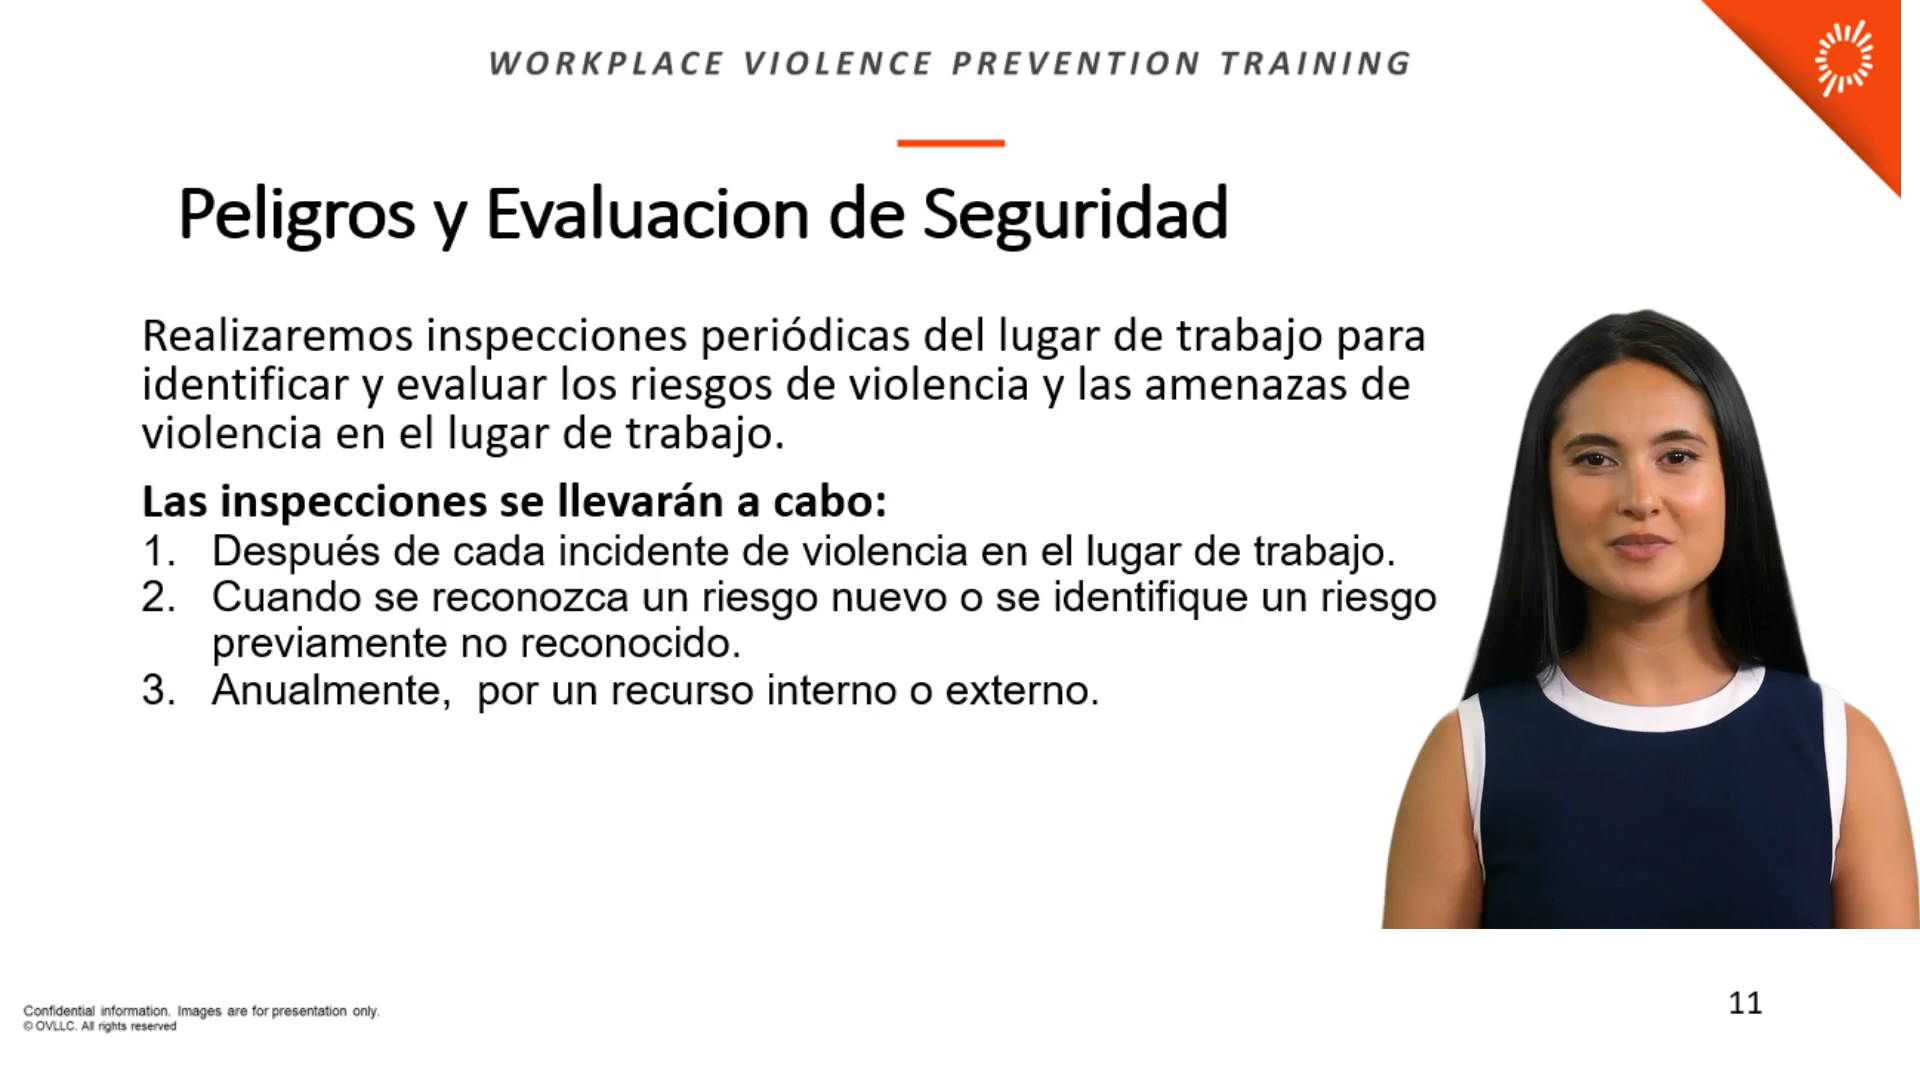 WORKPLACE VIOLENCE PREVENTION TRAINING
Peligros y Evaluacion de Seguridad
Realizaremos inspecciones periódicas del lugar de trabajo para
identificar y evaluar los riesgos de violencia y las amenazas de
violencia en el lugar de trabajo.
Las inspecciones se llevarán a cabo:
1. Después de cada incidente de violencia en el lugar de trabajo.
2. Cuando se reconozca un riesgo nuevo o se identifique un riesgo
previamente no reconocido.
3. Anualmente,  por un recurso interno o externo.
Confidential information. Images are for presentation only.
© OVLLC. All rights reserved
11